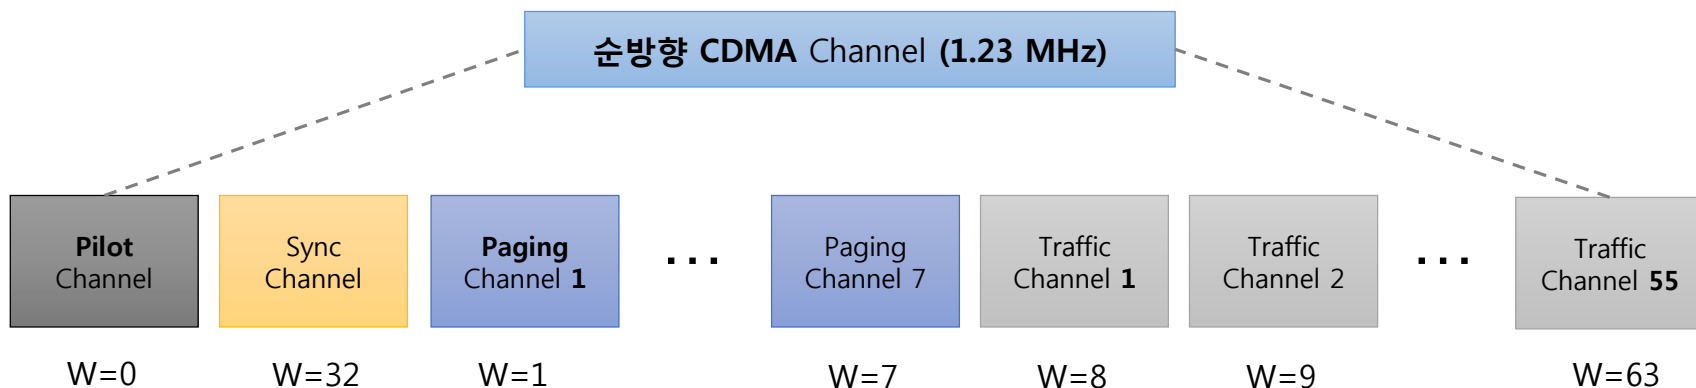 순방향 CDMA Channel (1.23 MHz)
Pilot
Channel
Sync
Channel
Paging
Channel 1
...
Paging
Channel 7
Traffic
Channel 1
Traffic
Channel 2
...
Traffic
Channel 55
W=0
W=32
W=1
W=7
W=8
W=9
W=63